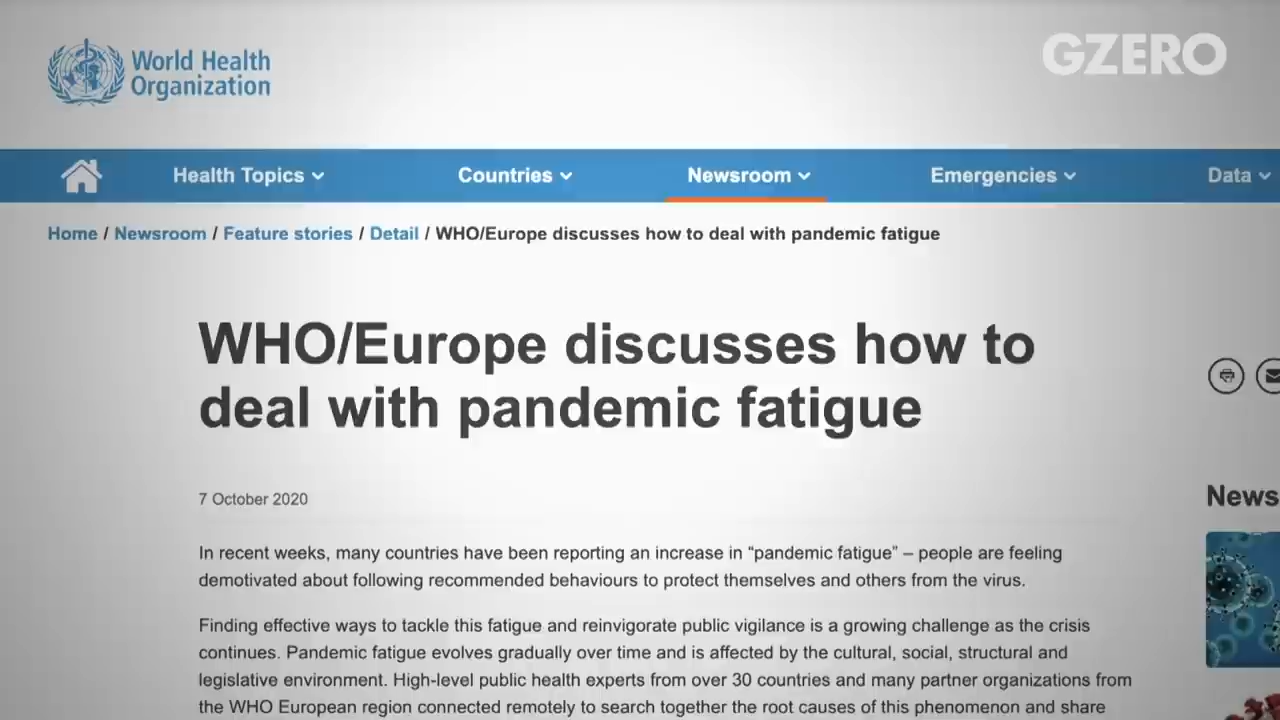 World Health
Organization
GZERO
Health Topics
Countries
Newsroom
Emergencies
Data
Home / Newsroom / Feature stories / Detail / WHO/Europe discusses how to deal with pandemic fatigue
WHO/Europe discusses how to
deal with pandemic fatigue
7 October 2020
In recent weeks, many countries have been reporting an increase in “pandemic fatigue” – people are feeling
demotivated about following recommended behaviours to protect themselves and others from the virus.
Finding effective ways to tackle this fatigue and reinvigorate public vigilance is a growing challenge as the crisis
continues. Pandemic fatigue evolves gradually over time and is affected by the cultural, social, structural and
legislative environment. High-level public health experts from over 30 countries and many partner organizations from
the WHO European region connected remotely to search together the root causes of this phenomenon and share
News